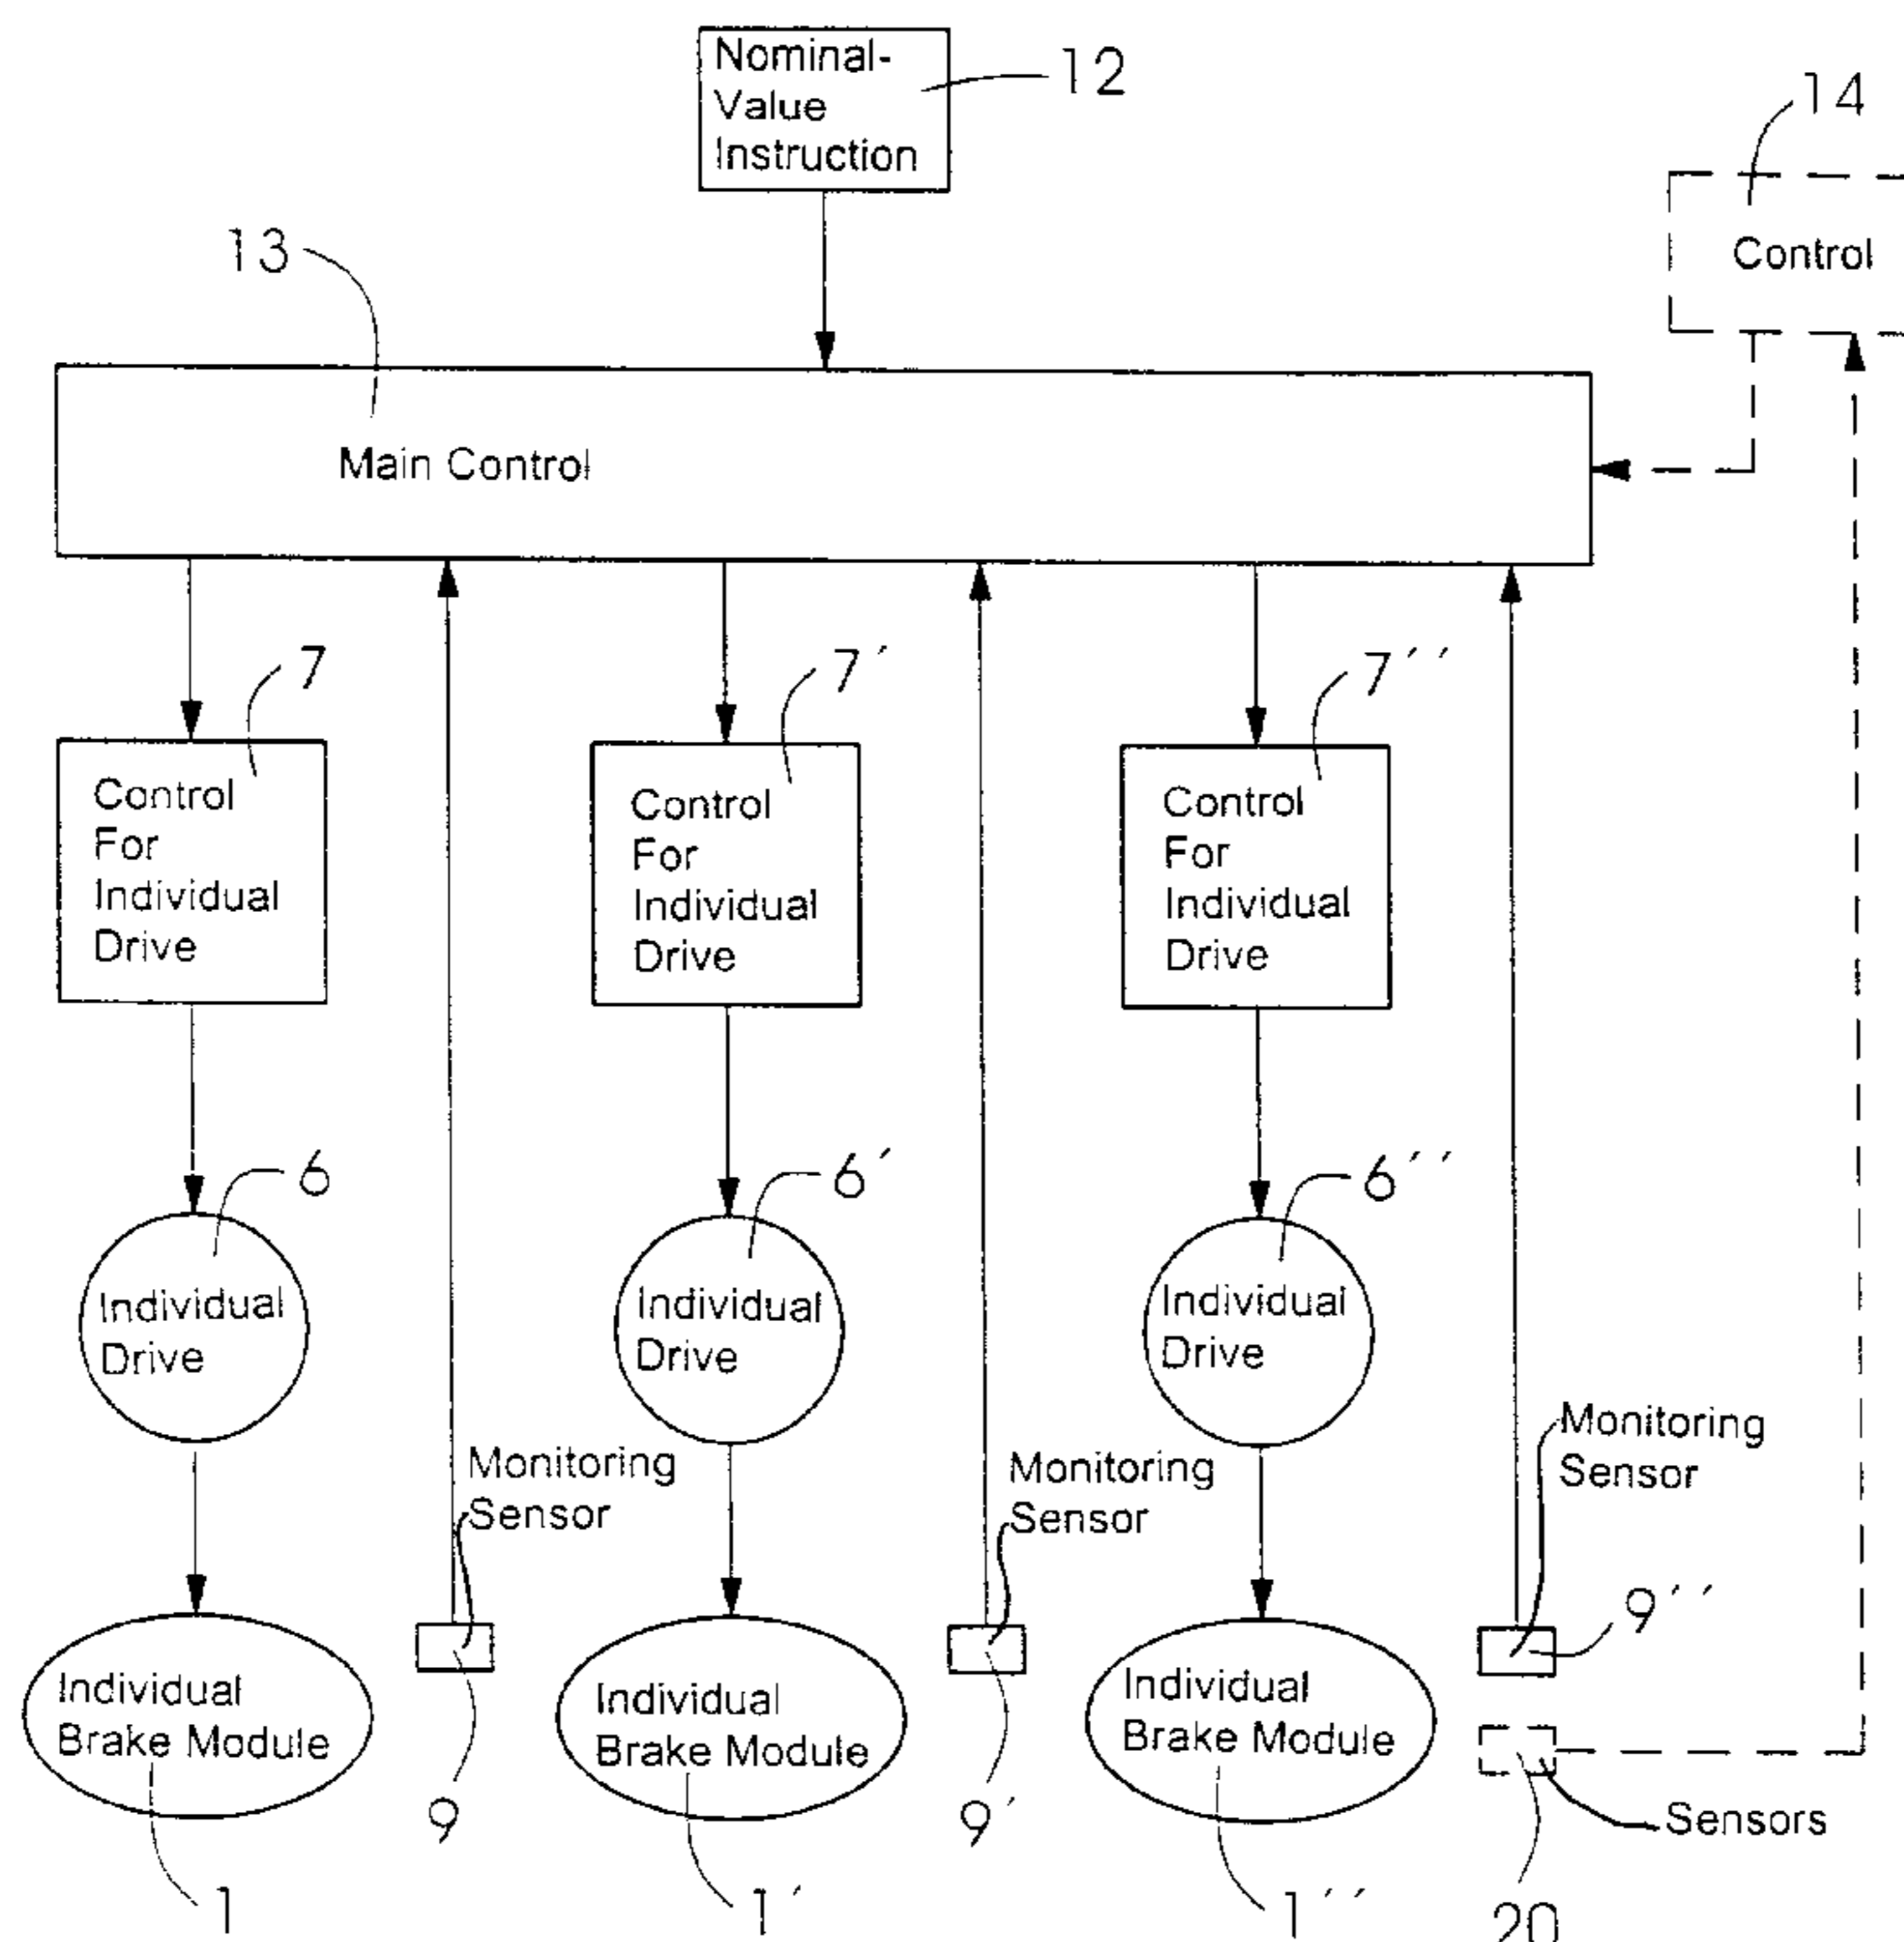 Nominal-
Value
Instruction
12
14
Control
13
Main Control
7
7´
7´´
Control
For
Individual
Drive
Control
For
Individual
Drive
Control
For
Individual
Drive
6
6´
6´´
Individual
Drive
Individual
Drive
Individual
Drive
Monitoring
Sensor
Monitoring
Sensor
Monitoring
Sensor
9´´
Individual
Brake Module
Individual
Brake Module
Individual
Brake Module
9
9´
Sensors
1
1´
1´´
20